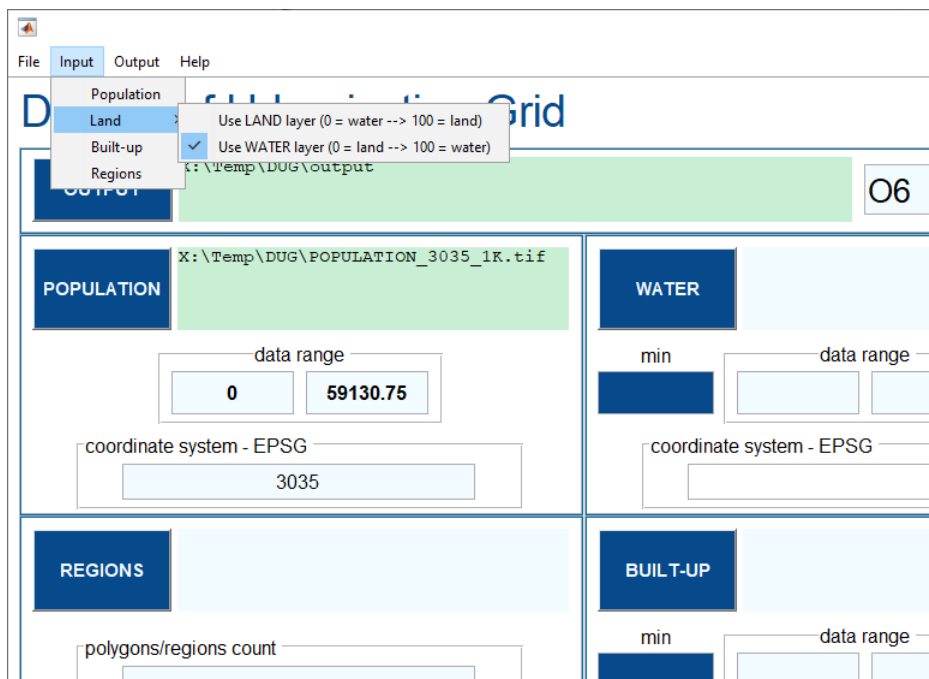 File Input Output Help
Population
Land
Built-up
Regions
Use LAND layer (0 = water --> 100 = land)
Use WATER layer (0 = land --> 100 = water)
Grid
X:\Temp\DUG\output
OUTPUT
O6
POPULATION
X:\Temp\DUG\POPULATION_3035_1K.tif
data range
0 59130.75
coordinate system - EPSG
3035
WATER
min
data range
coordinate system - EPSG
REGIONS
polygons/regions count
BUILT-UP
min
data range